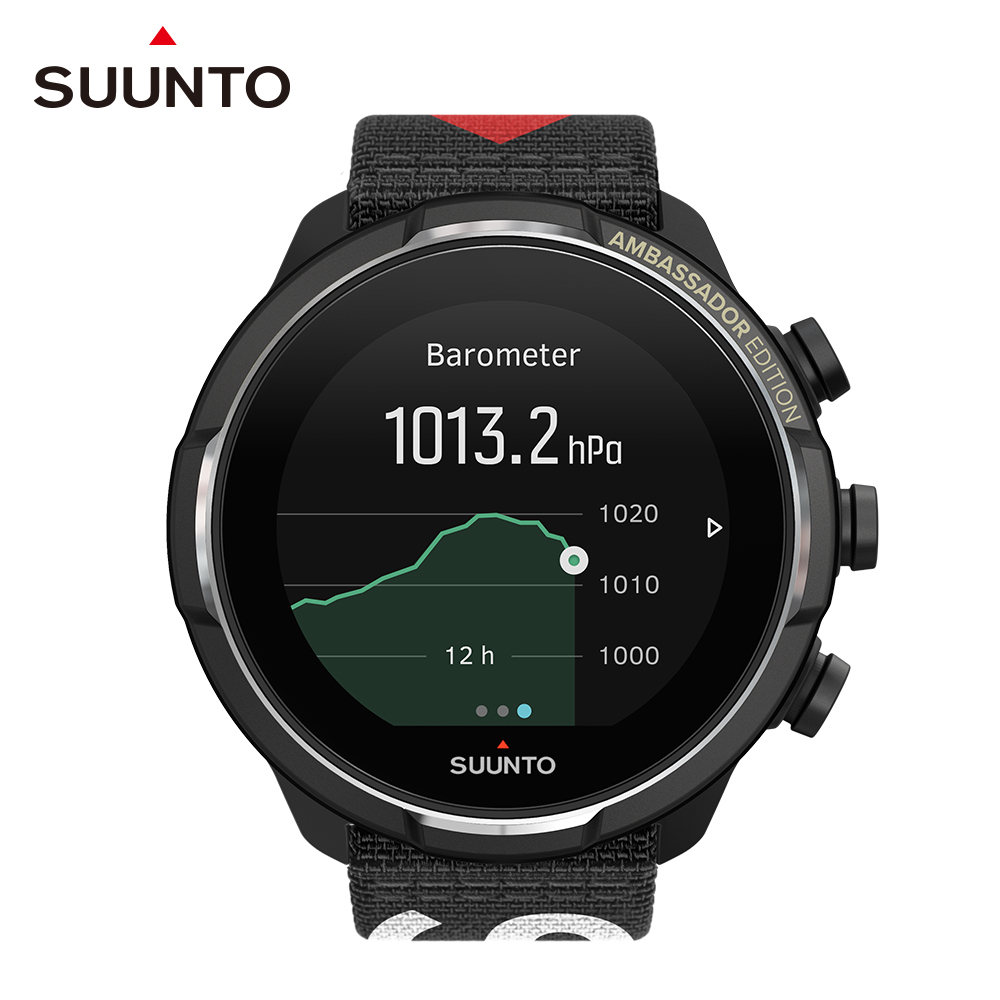 SUUNTO
AMBASSADOR EDITION
Barometer
1013.2 hPa
1020
1010
12 h
1000
SUUNTO